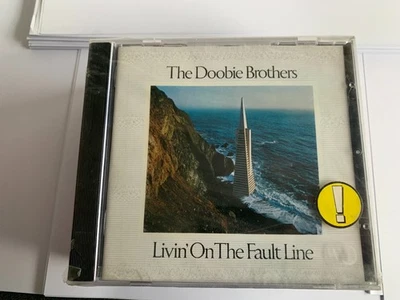 The Doobie Brothers
!
Livin' On The Fault Line